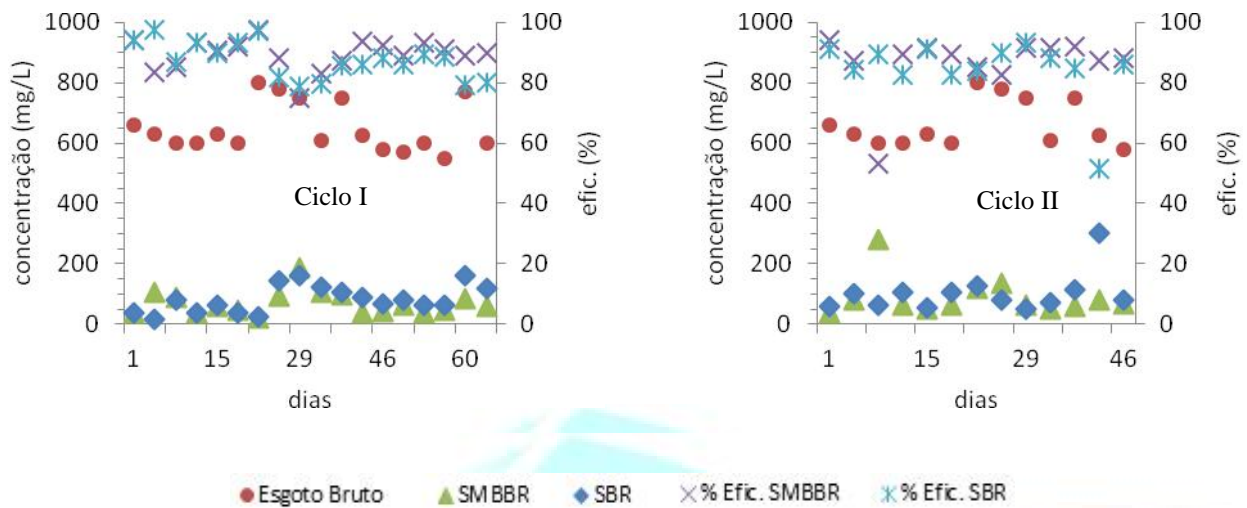 concentração (mg/L)
1000
800
600
400
200
0
100
80
60
40
20
0
efic. (%)
Ciclo I
1 15 29 46 60
dias
concentração (mg/L)
1000
800
600
400
200
0
100
80
60
40
20
0
efic. (%)
Ciclo II
1 15 29 46
dias
Esgoto Bruto SMBBR SBR % Efic. SMBBR % Efic. SBR